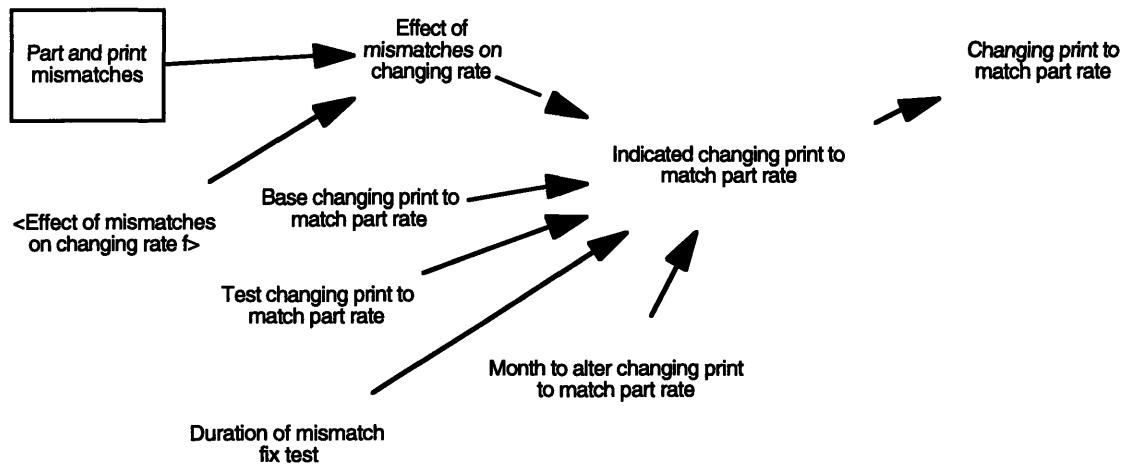 Part and print
mismatches
Effect of
mismatches on
changing rate
Changing print to
match part rate
Indicated changing print to
match part rate
Base changing print to
match part rate
<Effect of mismatches
on changing rate f>
Test changing print to
match part rate
Month to alter changing print
to match part rate
Duration of mismatch
fix test